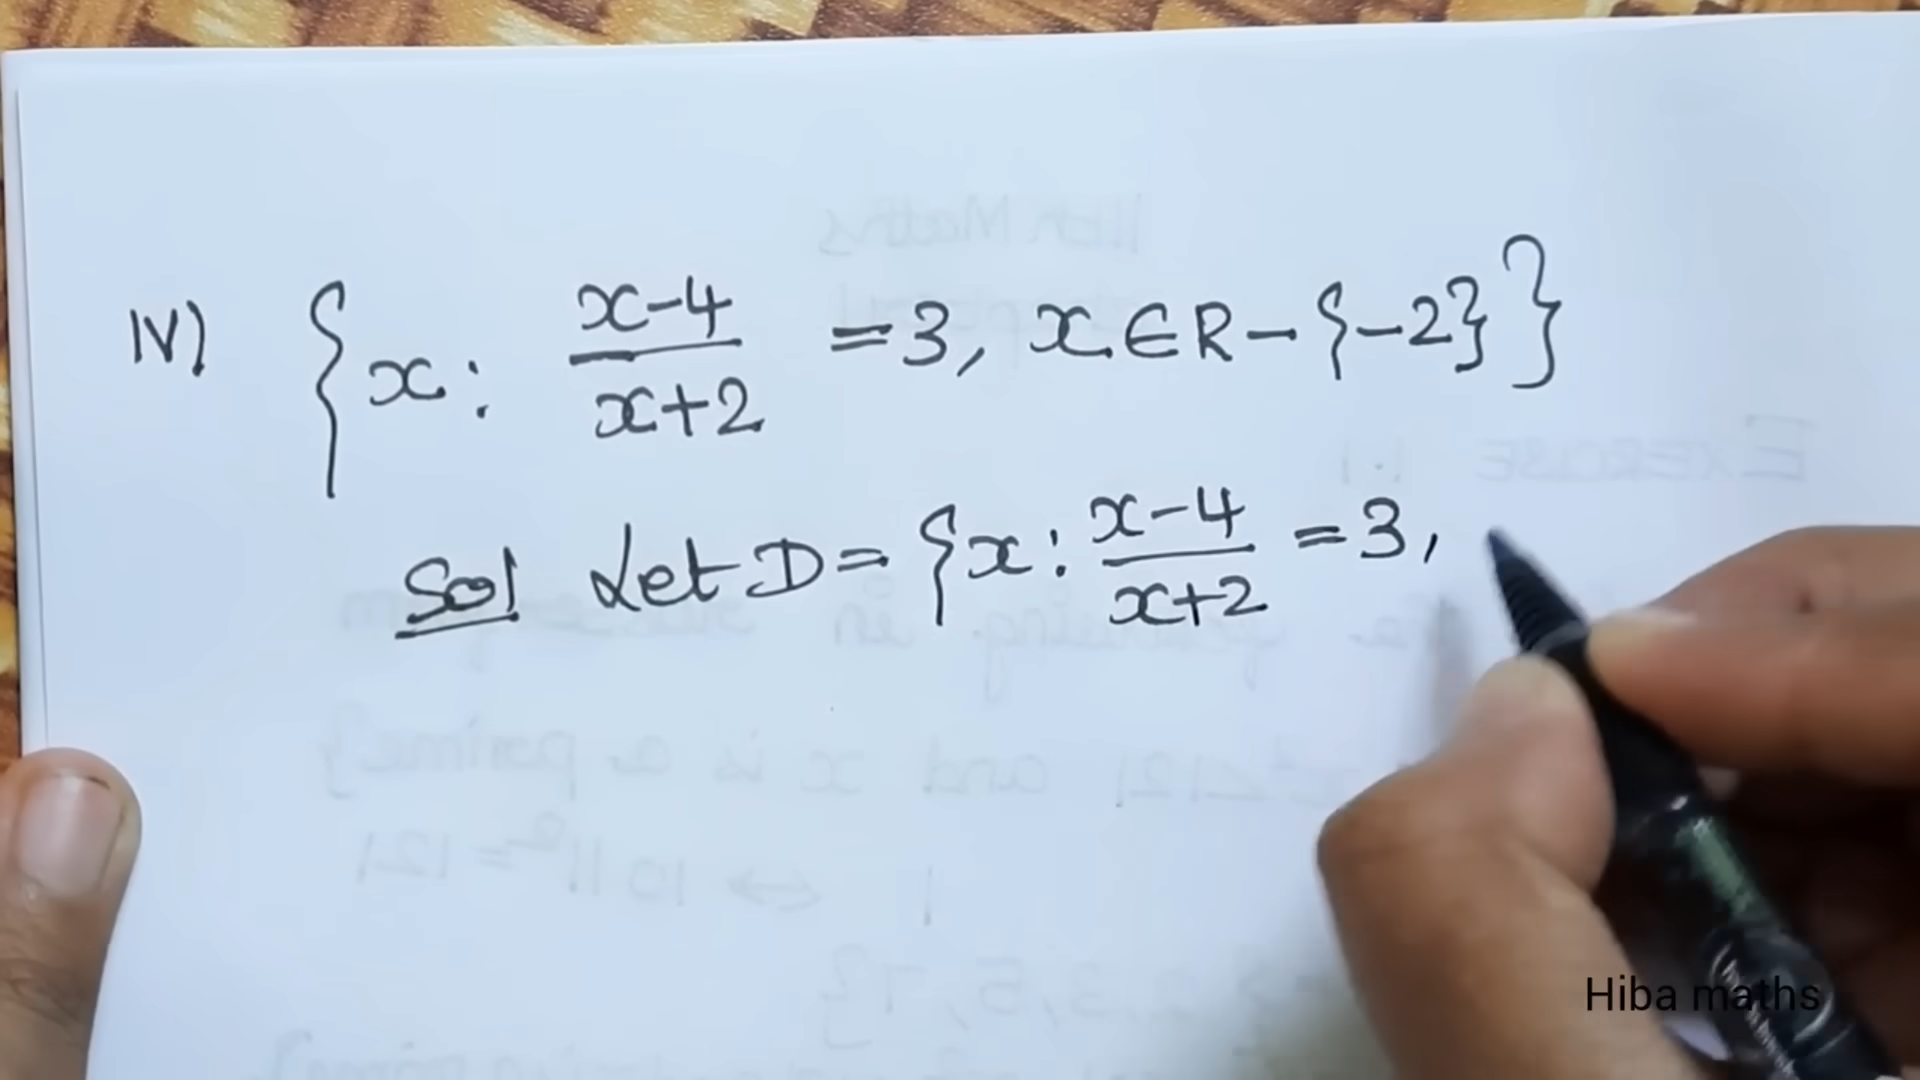 IV) {x : x-4/x+2 = 3, x ∈ R - {-2}}
Sol Let D = {x : x-4/x+2 = 3,
Hiba maths